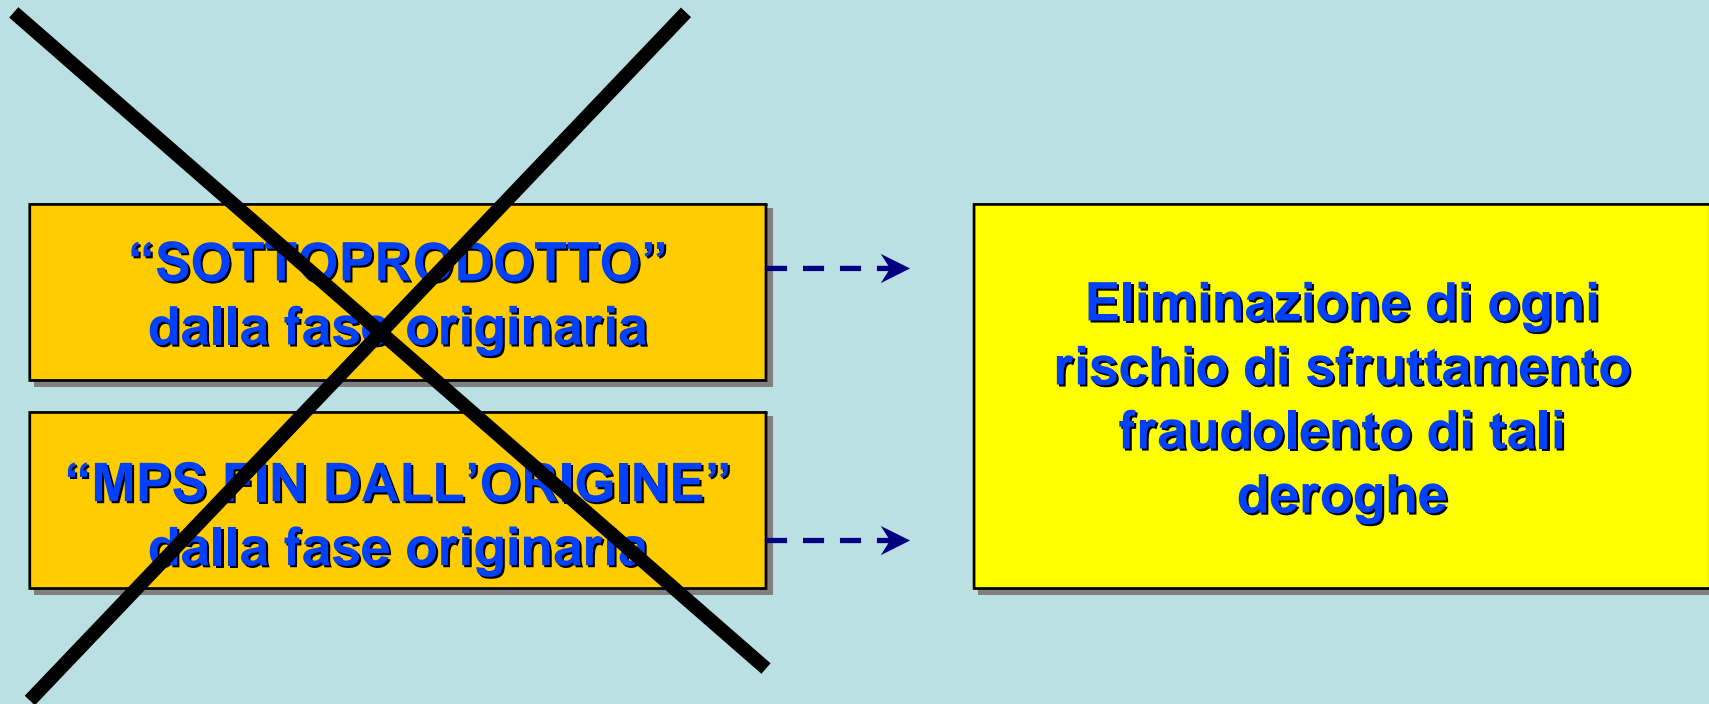 “SOTTOPRODOTTO”
dalla fase originaria
“MPS FIN DALL’ORIGINE”
dalla fase originaria
Eliminazione di ogni
rischio di sfruttamento
fraudolento di tali
deroghe